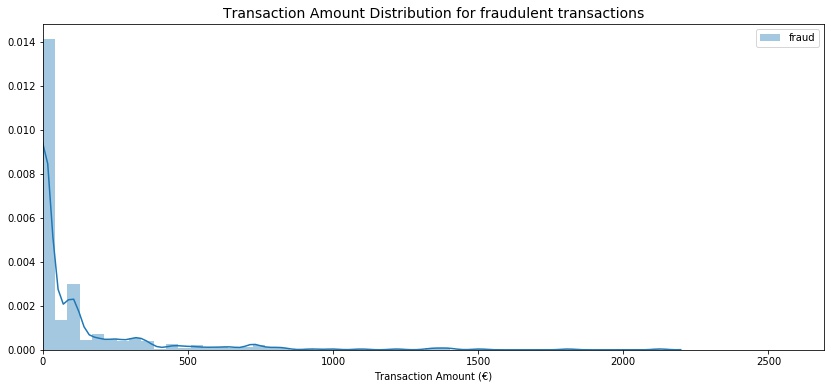 Transaction Amount Distribution for fraudulent transactions
fraud
0.014
0.012
0.010
0.008
0.006
0.004
0.002
0.000
0 500 1000 1500 2000 2500
Transaction Amount (€)